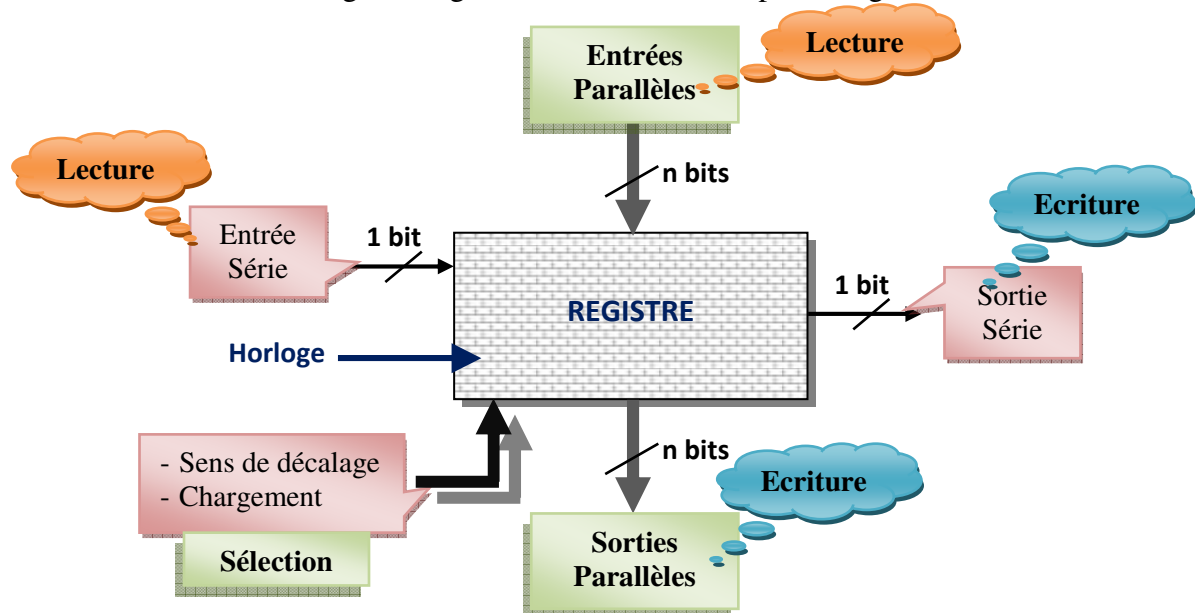 Entrées
Parallèles
Lecture
n bits
Lecture
Entrée
Série
1 bit
Ecriture
REGISTRE
1 bit
Sortie
Série
Horloge
- Sens de décalage
- Chargement
n bits
Ecriture
Sélection
Sorties
Parallèles